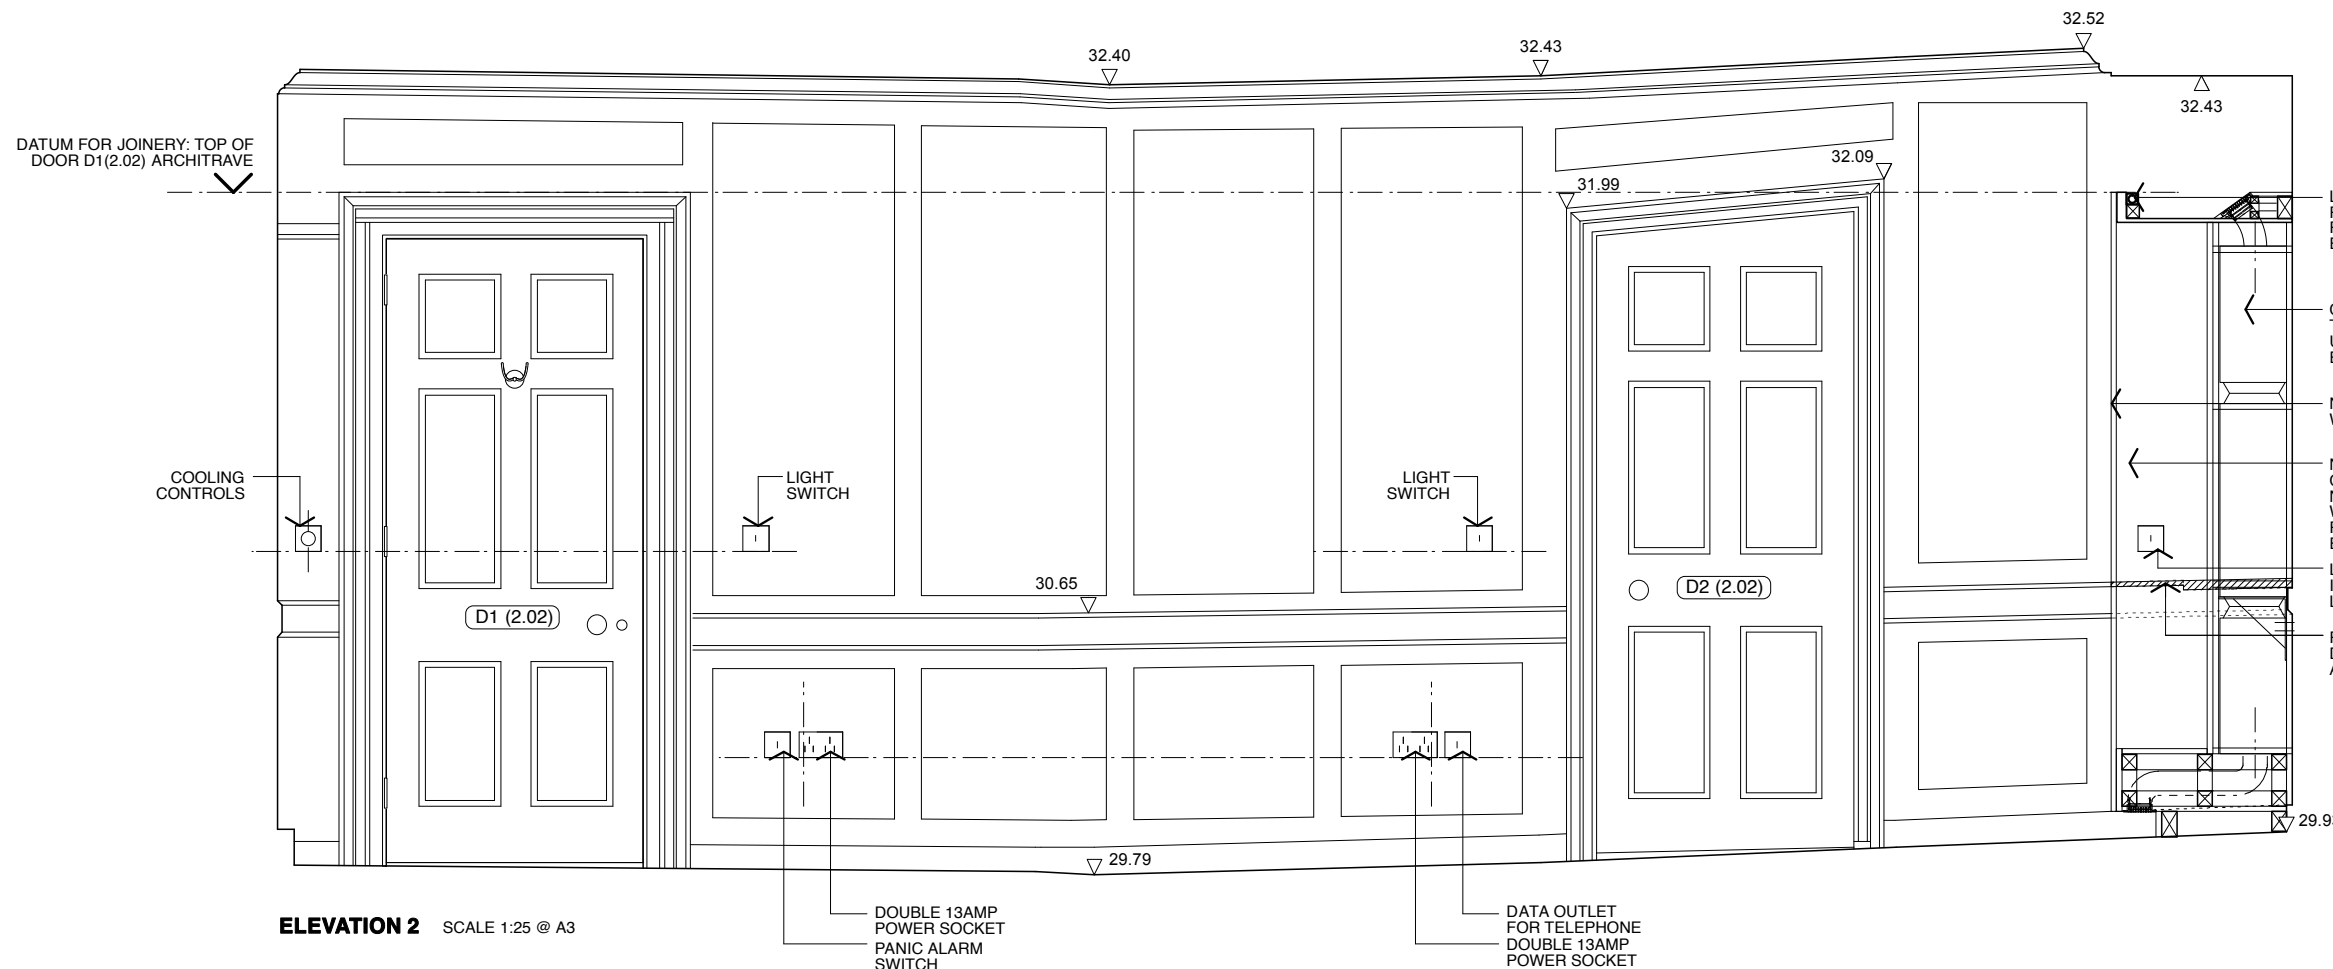 32.52
32.43
32.40
32.43
DATUM FOR JOINERY: TOP OF
DOOR D1(2.02) ARCHITRAVE
32.09
31.99
COOLING
CONTROLS
LIGHT
SWITCH
LIGHT
SWITCH
30.65
D1 (2.02)
D2 (2.02)
29.79
29.93
DOUBLE 13AMP
POWER SOCKET
PANIC ALARM
SWITCH
DATA OUTLET
FOR TELEPHONE
DOUBLE 13AMP
POWER SOCKET
ELEVATION 2 SCALE 1:25 @ A3